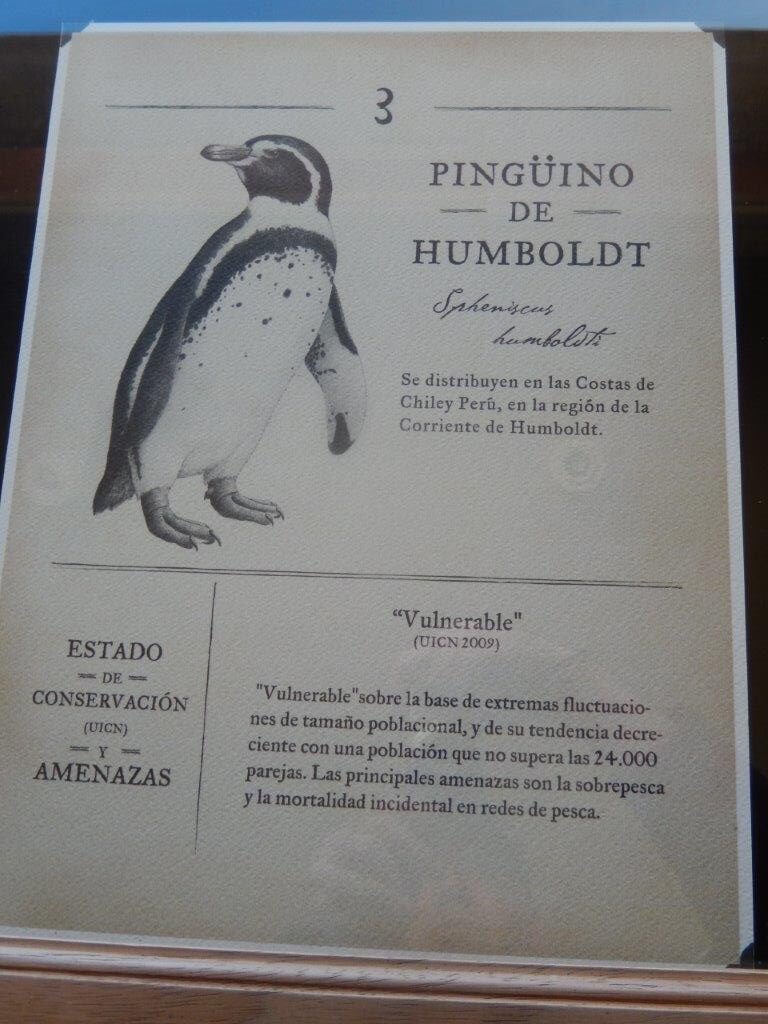 3
PINGÜINO
DE
HUMBOLDT
Spheniscus
humboldti
Se distribuyen en las Costas de
Chiley Perú, en la región de la
Corriente de Humboldt.
ESTADO
DE
CONSERVACIÓN
(UICN)
Y
AMENAZAS
“Vulnerable"
(UICN 2009)
"Vulnerable"sobre la base de extremas fluctuacio-
nes de tamaño poblacional, y de su tendencia decre-
ciente con una población que no supera las 24.000
parejas. Las principales amenazas son la sobrepesca
y la mortalidad incidental en redes de pesca.